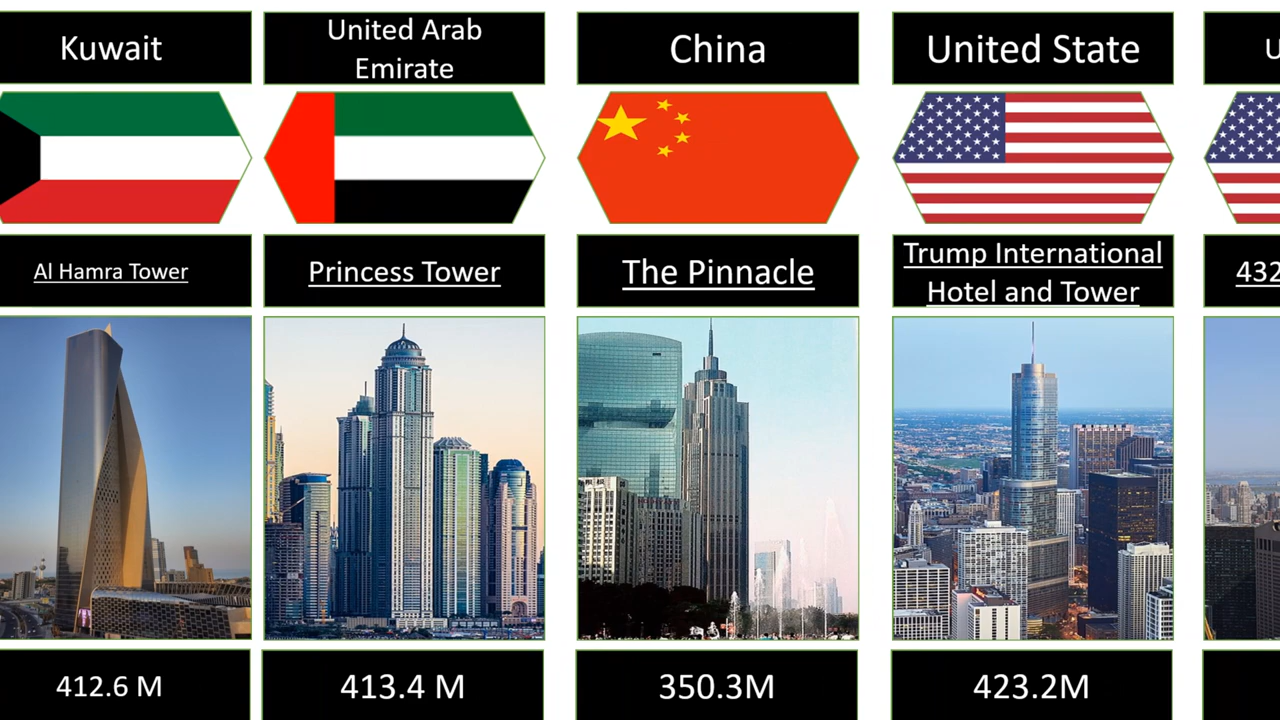 Kuwait
United Arab
Emirate
China
United State
U
Al Hamra Tower
Princess Tower
The Pinnacle
Trump International
Hotel and Tower
432
412.6 M
413.4 M
350.3M
423.2M